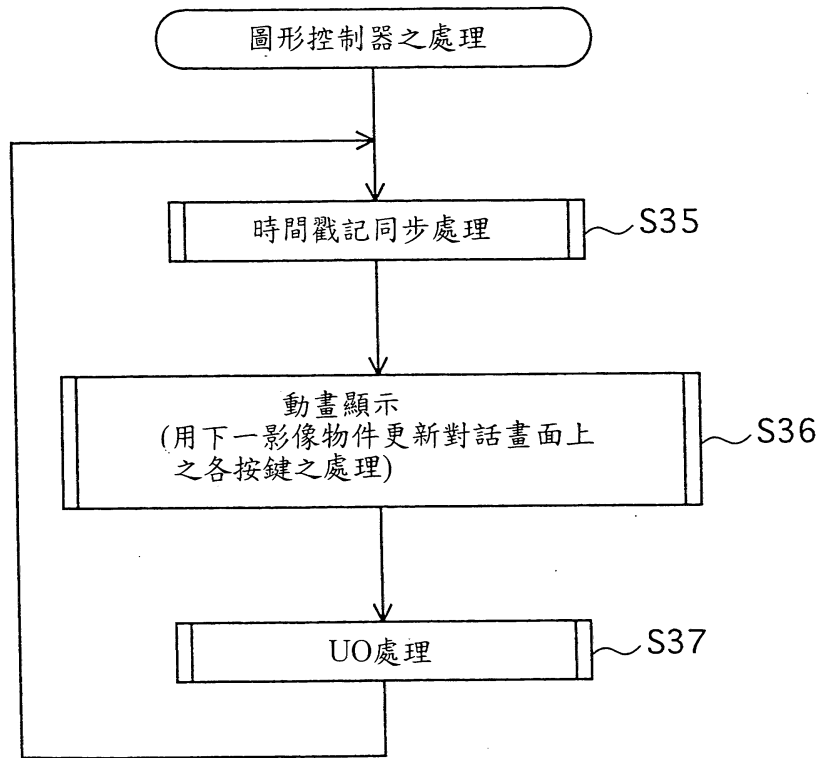 圖形控制器之處理
時間戳記同步處理
S35
動畫顯示
(用下一影像物件更新對話畫面上
之各按鍵之處理)
S36
UO處理
S37